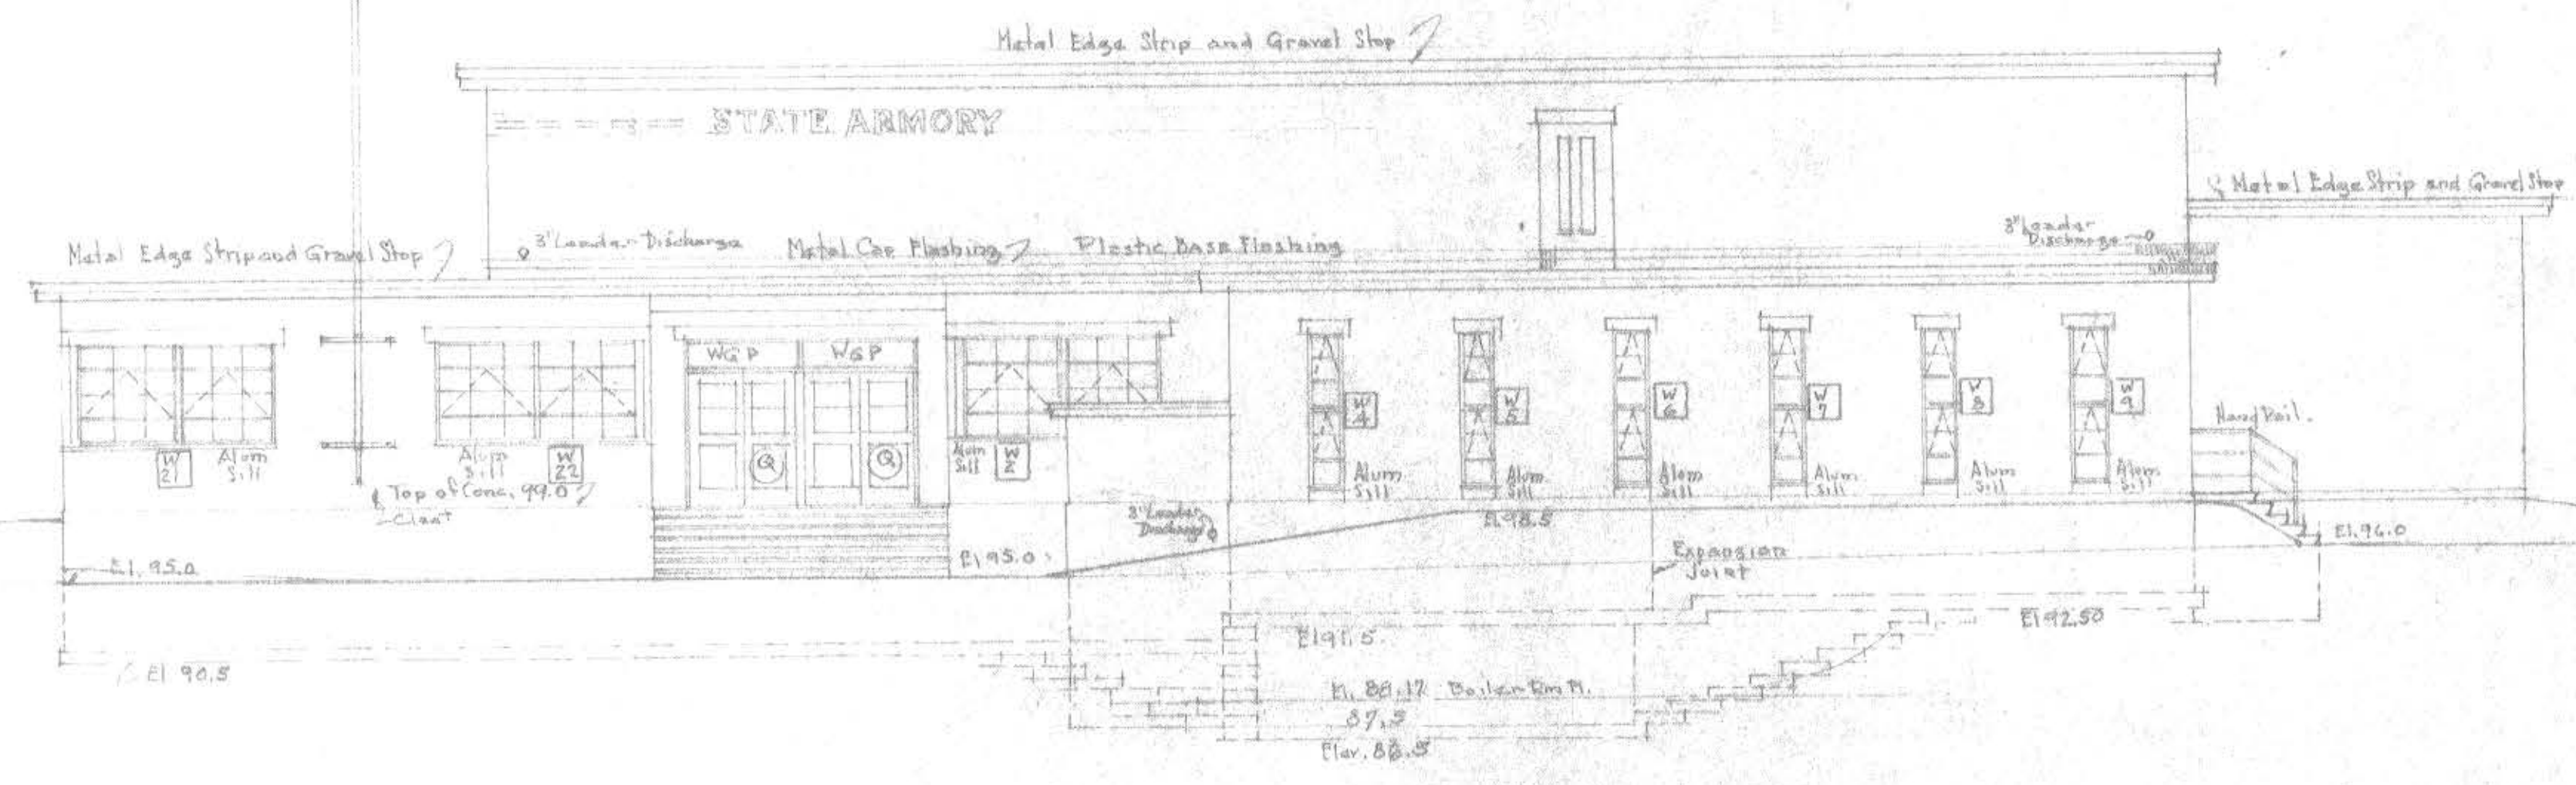 Metal Edge Strip and Gravel Stop
STATE ARMORY
Metal Edge Strip and Gravel Stop
3" Leader
Discharge
3" Leader Discharge
Metal Cap Flashing
Plastic Base Flashing
Metal Edge Strip and Gravel Stop
WGP
WGP
W
4
W
5
W
6
W
7
W
8
W
9
Hand Rail.
Q
Q
W
21
Alum
Sill
Alum
Sill
W
22
Alum
Sill
W
2
Alum
Sill
Alum
Sill
Alum
Sill
Alum
Sill
Alum
Sill
Alum
Sill
Top of Conc. 99.0
Cleat
3" Leader
Discharge
El. 98.5
El. 95.0
El 95.0
Expansion
Joint
El. 96.0
El 92.50
El 91.5
El 90.5
El. 88.17 Boiler Rm Fl.
87.5
Elev. 86.5